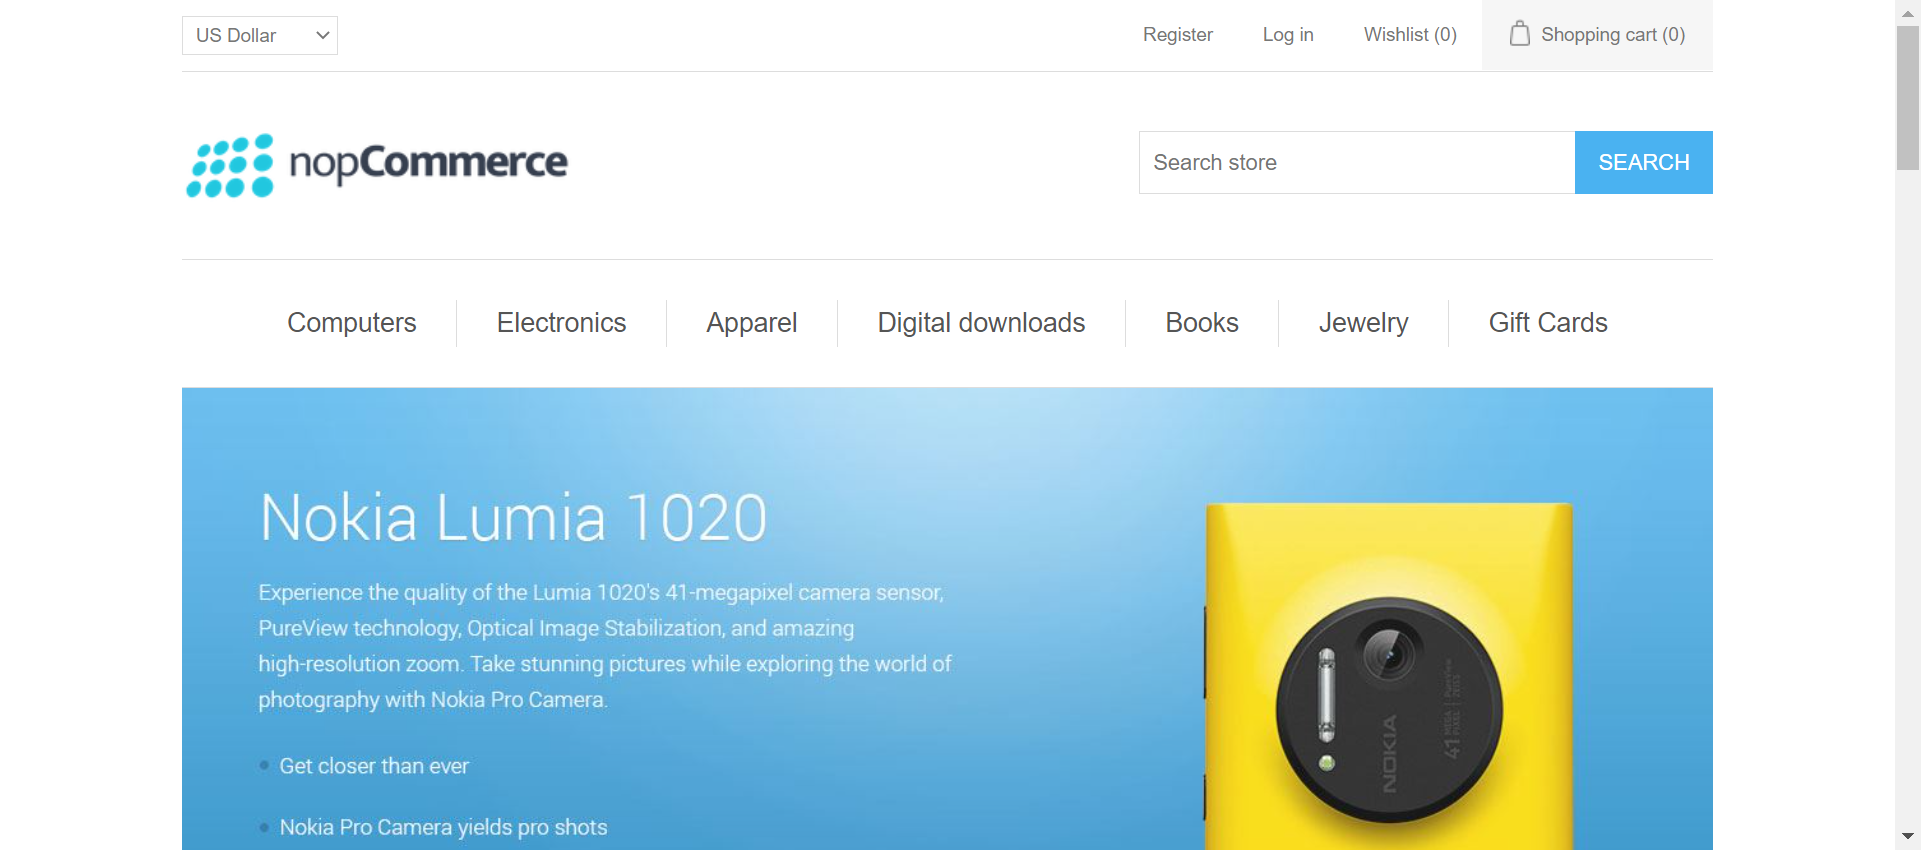 US Dollar
Register
Log in
Wishlist (0)
Shopping cart (0)
nopCommerce
Search store
SEARCH
Computers
Electronics
Apparel
Digital downloads
Books
Jewelry
Gift Cards
Nokia Lumia 1020
Experience the quality of the Lumia 1020's 41-megapixel camera sensor,
PureView technology, Optical Image Stabilization, and amazing
high-resolution zoom. Take stunning pictures while exploring the world of
photography with Nokia Pro Camera.
Get closer than ever
Nokia Pro Camera yields pro shots
NOKIA
41 MEGA PIXEL
PureView